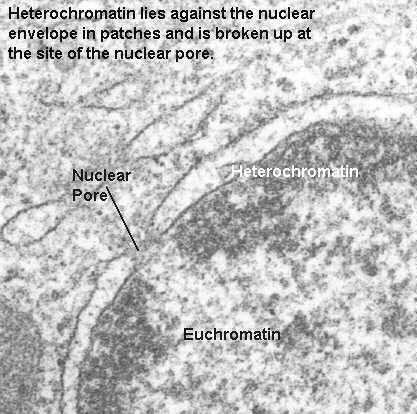 Heterochromatin lies against the nuclear
envelope in patches and is broken up at
the site of the nuclear pore.
Heterochromatin
Nuclear
Pore
Euchromatin